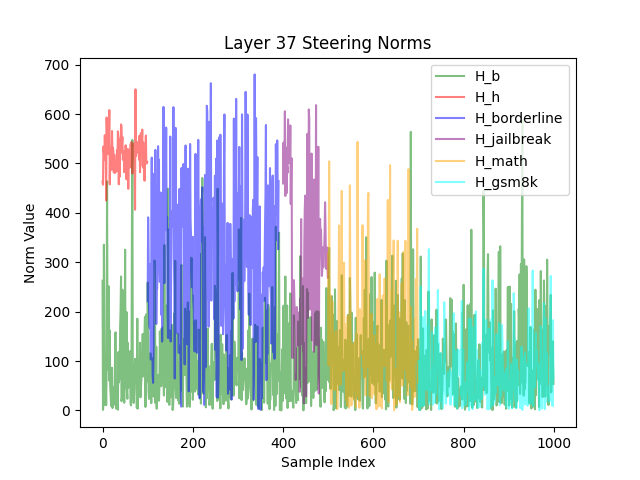 Layer 37 Steering Norms
700
600
500
400
300
200
100
0
Norm Value
0
200
400
600
800
1000
Sample Index
H_b
H_h
H_borderline
H_jailbreak
H_math
H_gsm8k